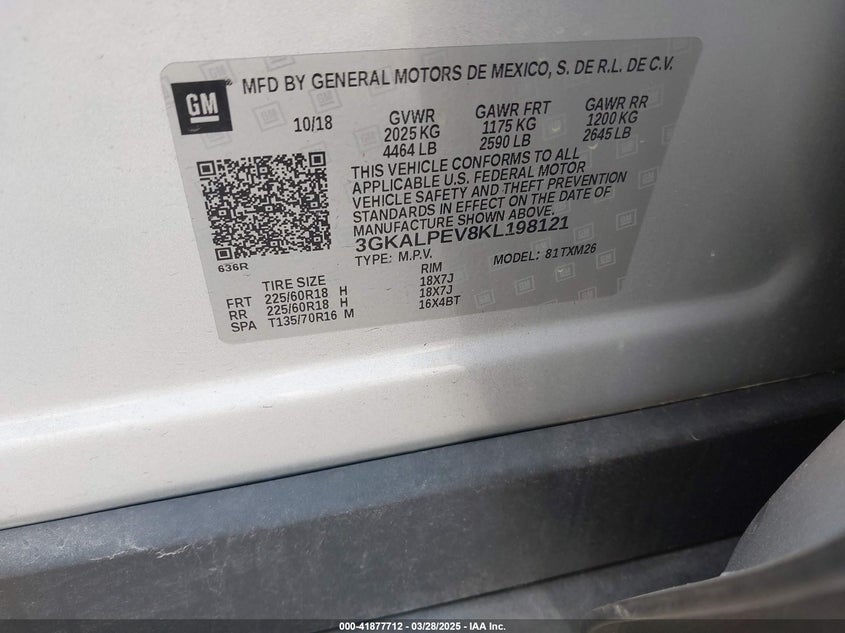 GM
MFD BY GENERAL MOTORS DE MEXICO, S. DE R.L. DE C.V.
10/18
GVWR
2025 KG
4464 LB
GAWR FRT
1175 KG
2590 LB
GAWR RR
1200 KG
2645 LB
THIS VEHICLE CONFORMS TO ALL
APPLICABLE U.S. FEDERAL MOTOR
VEHICLE SAFETY AND THEFT PREVENTION
STANDARDS IN EFFECT ON THE DATE OF
MANUFACTURE SHOWN ABOVE.
3GKALPEV8KL198121
TYPE: M.P.V. MODEL: 81TXM26
636R
TIRE SIZE RIM
FRT 225/60R18 H 18X7J
RR 225/60R18 H 18X7J
SPA T135/70R16 M 16X4BT
000-41877712 - 03/28/2025 - IAA Inc.